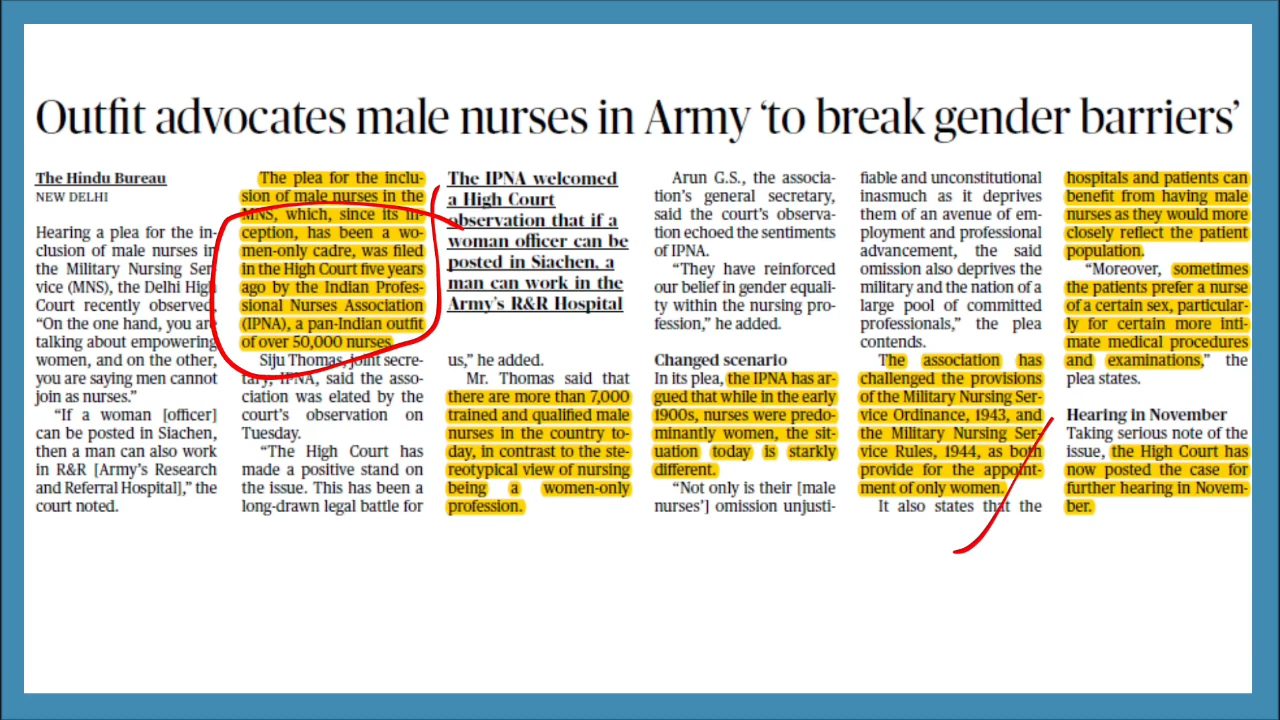 Outfit advocates male nurses in Army ‘to break gender barriers’
The Hindu Bureau
NEW DELHI
Hearing a plea for the in-
clusion of male nurses in
the Military Nursing Ser-
vice (MNS), the Delhi High
Court recently observed,
“On the one hand, you are
talking about empowering
women, and on the other,
you are saying men cannot
join as nurses.”
“If a woman [officer]
can be posted in Siachen,
then a man can also work
in R&R [Army’s Research
and Referral Hospital],” the
court noted.
The plea for the inclu-
sion of male nurses in the
MNS, which, since its in-
ception, has been a wo-
men-only cadre, was filed
in the High Court five years
ago by the Indian Profes-
sional Nurses Association
(IPNA), a pan-Indian outfit
of over 50,000 nurses.
Siju Thomas, joint secre-
tary, IPNA, said the asso-
ciation was elated by the
court’s observation on
Tuesday.
“The High Court has
made a positive stand on
the issue. This has been a
long-drawn legal battle for
The IPNA welcomed
a High Court
observation that if a
woman officer can be
posted in Siachen, a
man can work in the
Army’s R&R Hospital
us,” he added.
Mr. Thomas said that
there are more than 7,000
trained and qualified male
nurses in the country to-
day, in contrast to the ste-
reotypical view of nursing
being a women-only
profession.
Arun G.S., the associa-
tion’s general secretary,
said the court’s observa-
tion echoed the sentiments
of IPNA.
“They have reinforced
our belief in gender equali-
ty within the nursing pro-
fession,” he added.
Changed scenario
In its plea, the IPNA has ar-
gued that while in the early
1900s, nurses were predo-
minantly women, the sit-
uation today is starkly
different.
“Not only is their [male
nurses’] omission unjusti-
fiable and unconstitutional
inasmuch as it deprives
them of an avenue of em-
ployment and professional
advancement, the said
omission also deprives the
military and the nation of a
large pool of committed
professionals,” the plea
contends.
The association has
challenged the provisions
of the Military Nursing Ser-
vice Ordinance, 1943, and
the Military Nursing Ser-
vice Rules, 1944, as both
provide for the appoint-
ment of only women.
It also states that the
hospitals and patients can
benefit from having male
nurses as they would more
closely reflect the patient
population.
“Moreover, sometimes
the patients prefer a nurse
of a certain sex, particular-
ly for certain more inti-
mate medical procedures
and examinations,” the
plea states.
Hearing in November
Taking serious note of the
issue, the High Court has
now posted the case for
further hearing in Novem-
ber.